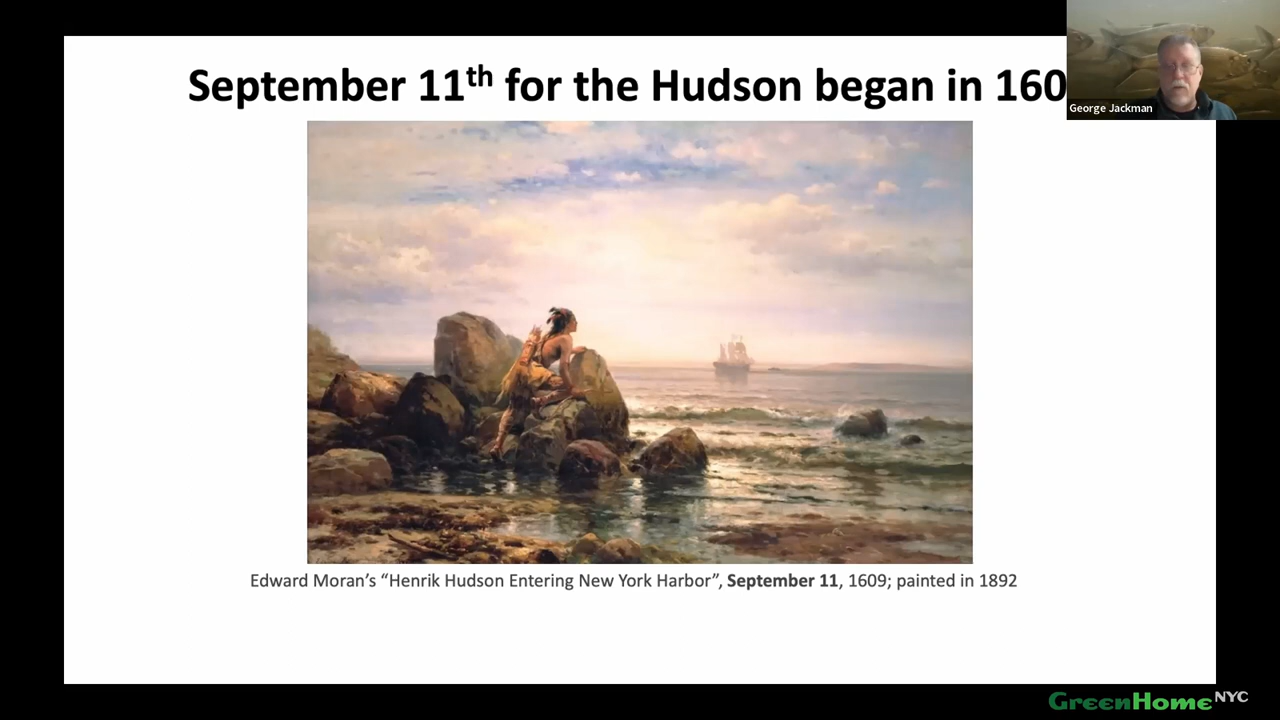 September 11th for the Hudson began in 160
George Jackman
Edward Moran's “Henrik Hudson Entering New York Harbor”, September 11, 1609; painted in 1892
GreenHomeNYC